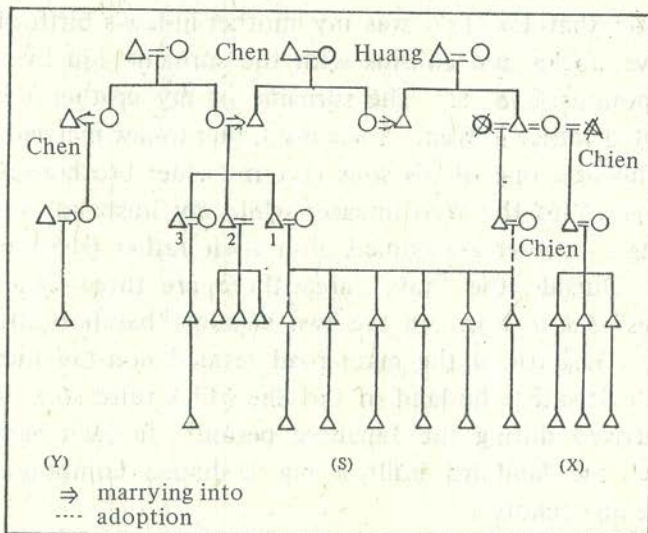 Chen Huang
Chen Chien
3 2 1 Chien
(Y) (S) (X)
⇒ marrying into
---- adoption